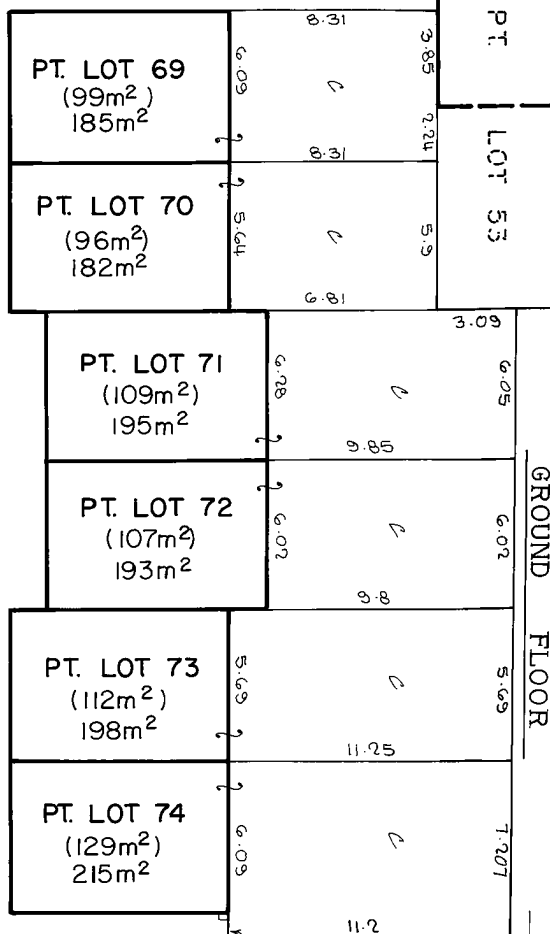 8.31
PT. LOT 69
(99m²)
185m²
6.09
3.85
2.24
PT.
LOT 53
8.31
PT. LOT 70
(96m²)
182m²
5.64
5.9
6.81
3.09
PT. LOT 71
(109m²)
195m²
6.28
6.05
9.85
PT. LOT 72
(107m²)
193m²
6.02
6.02
9.8
GROUND FLOOR
PT. LOT 73
(112m²)
198m²
5.69
5.69
11.25
PT. LOT 74
(129m²)
215m²
6.09
7.207
11.2